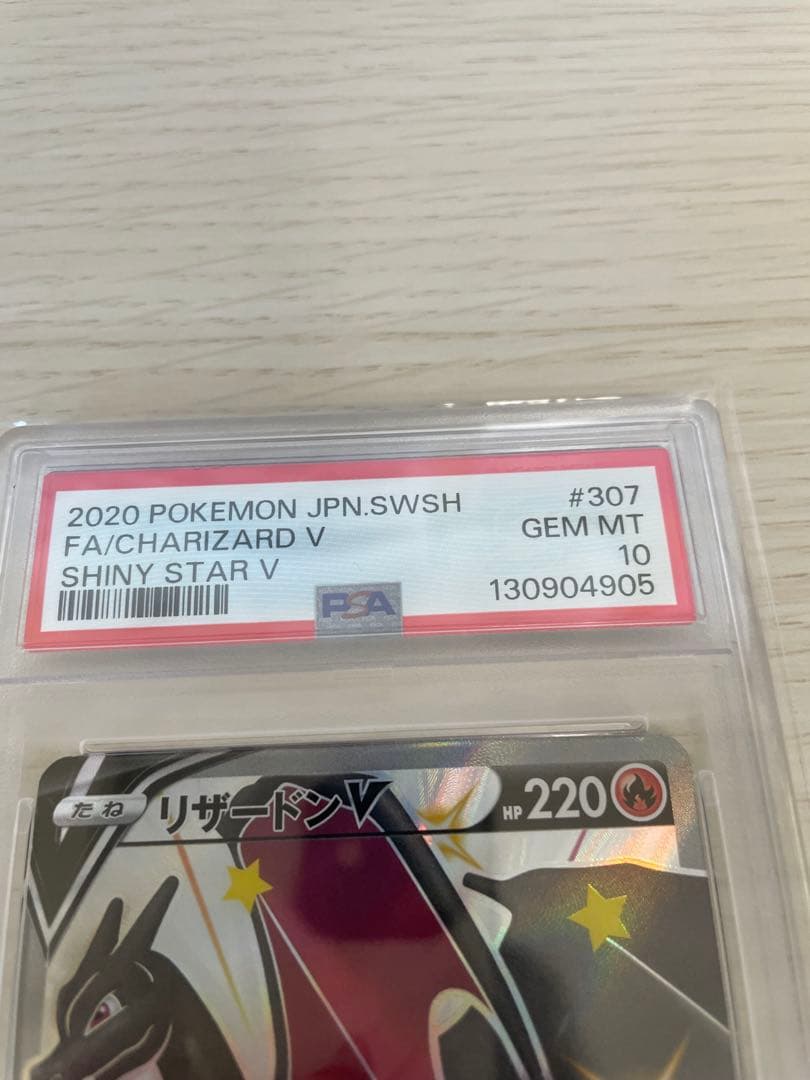 2020 POKEMON JPN.SWSH #307
FA/CHARIZARD V GEM MT
SHINY STAR V 10
PSA 130904905
たね リザードンV HP 220